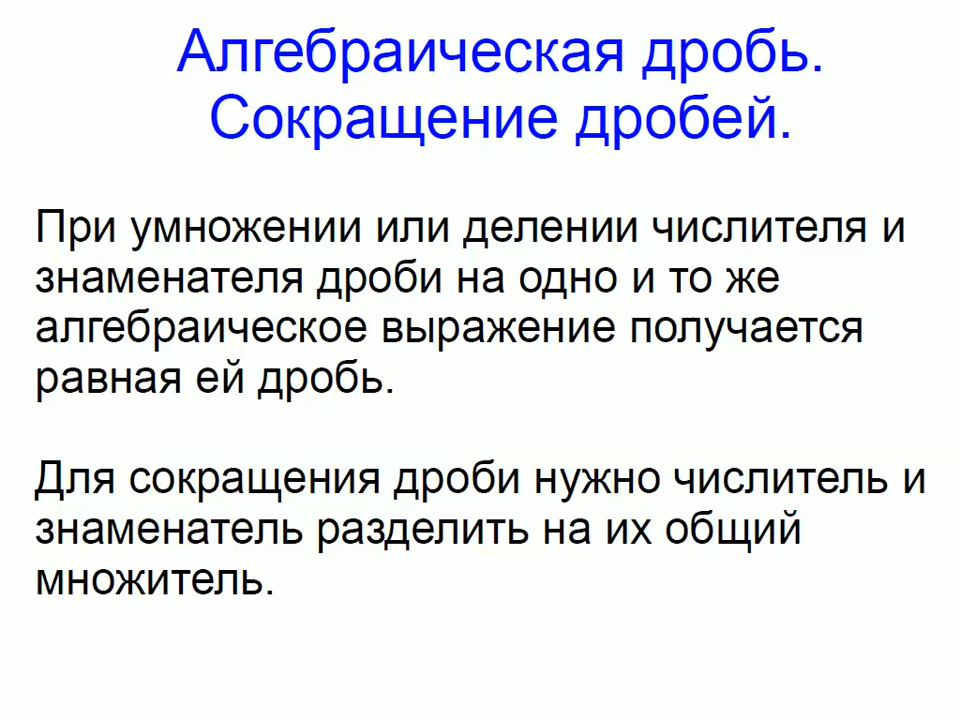 Алгебраическая дробь.
Сокращение дробей.
При умножении или делении числителя и
знаменателя дроби на одно и то же
алгебраическое выражение получается
равная ей дробь.
Для сокращения дроби нужно числитель и
знаменатель разделить на их общий
множитель.